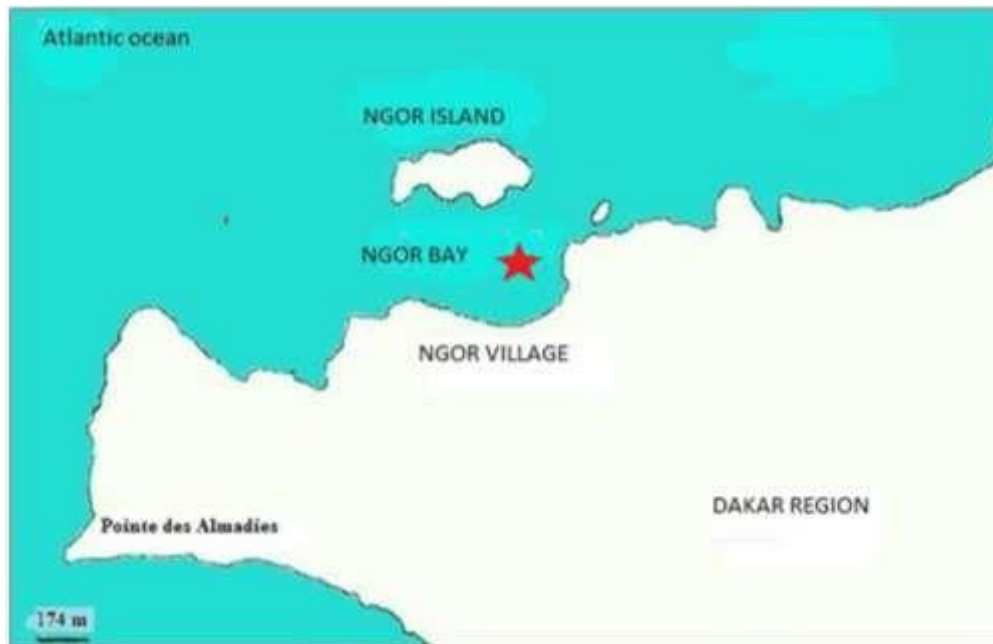 Atlantic ocean
NGOR ISLAND
NGOR BAY
NGOR VILLAGE
DAKAR REGION
Pointe des Almadies
174 m